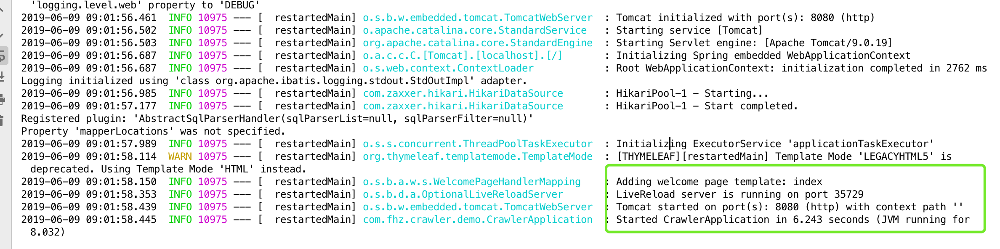 'logging.level.web' property to 'DEBUG'
2019-06-09 09:01:56.461  INFO 10975 --- [  restartedMain] o.s.b.w.embedded.tomcat.TomcatWebServer  : Tomcat initialized with port(s): 8080 (http)
2019-06-09 09:01:56.502  INFO 10975 --- [  restartedMain] o.apache.catalina.core.StandardService   : Starting service [Tomcat]
2019-06-09 09:01:56.503  INFO 10975 --- [  restartedMain] org.apache.catalina.core.StandardEngine  : Starting Servlet engine: [Apache Tomcat/9.0.19]
2019-06-09 09:01:56.687  INFO 10975 --- [  restartedMain] o.a.c.c.C.[Tomcat].[localhost].[/]       : Initializing Spring embedded WebApplicationContext
2019-06-09 09:01:56.687  INFO 10975 --- [  restartedMain] o.s.web.context.ContextLoader            : Root WebApplicationContext: initialization completed in 2762 ms
Logging initialized using 'class org.apache.ibatis.logging.stdout.StdOutImpl' adapter.
2019-06-09 09:01:56.985  INFO 10975 --- [  restartedMain] com.zaxxer.hikari.HikariDataSource       : HikariPool-1 - Starting...
2019-06-09 09:01:57.177  INFO 10975 --- [  restartedMain] com.zaxxer.hikari.HikariDataSource       : HikariPool-1 - Start completed.
Registered plugin: 'AbstractSqlParserHandler(sqlParserList=null, sqlParserFilter=null)'
Property 'mapperLocations' was not specified.
2019-06-09 09:01:57.989  INFO 10975 --- [  restartedMain] o.s.s.concurrent.ThreadPoolTaskExecutor  : Initializing ExecutorService 'applicationTaskExecutor'
2019-06-09 09:01:58.114  WARN 10975 --- [  restartedMain] org.thymeleaf.templatemode.TemplateMode  : [THYMELEAF][restartedMain] Template Mode 'LEGACYHTML5' is
deprecated. Using Template Mode 'HTML' instead.
2019-06-09 09:01:58.150  INFO 10975 --- [  restartedMain] o.s.b.a.w.s.WelcomePageHandlerMapping    : Adding welcome page template: index
2019-06-09 09:01:58.353  INFO 10975 --- [  restartedMain] o.s.b.d.a.OptionalLiveReloadServer       : LiveReload server is running on port 35729
2019-06-09 09:01:58.439  INFO 10975 --- [  restartedMain] o.s.b.w.embedded.tomcat.TomcatWebServer  : Tomcat started on port(s): 8080 (http) with context path ''
2019-06-09 09:01:58.445  INFO 10975 --- [  restartedMain] com.fhz.crawler.demo.CrawlerApplication  : Started CrawlerApplication in 6.243 seconds (JVM running for
8.032)